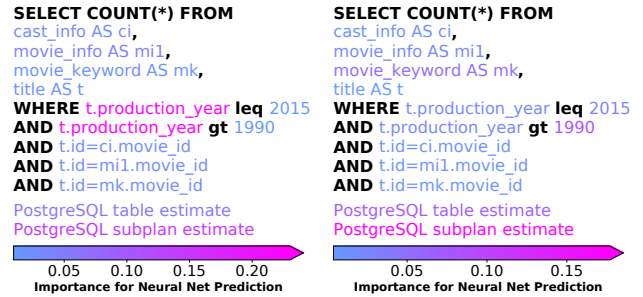 SELECT COUNT(*) FROM
cast_info AS ci,
movie_info AS mi1,
movie_keyword AS mk,
title AS t
WHERE t.production_year leq 2015
AND t.production_year gt 1990
AND t.id=ci.movie_id
AND t.id=mi1.movie_id
AND t.id=mk.movie_id
PostgreSQL table estimate
PostgreSQL subplan estimate
0.05 0.10 0.15 0.20
Importance for Neural Net Prediction
SELECT COUNT(*) FROM
cast_info AS ci,
movie_info AS mi1,
movie_keyword AS mk,
title AS t
WHERE t.production_year leq 2015
AND t.production_year gt 1990
AND t.id=ci.movie_id
AND t.id=mi1.movie_id
AND t.id=mk.movie_id
PostgreSQL table estimate
PostgreSQL subplan estimate
0.05 0.10 0.15
Importance for Neural Net Prediction